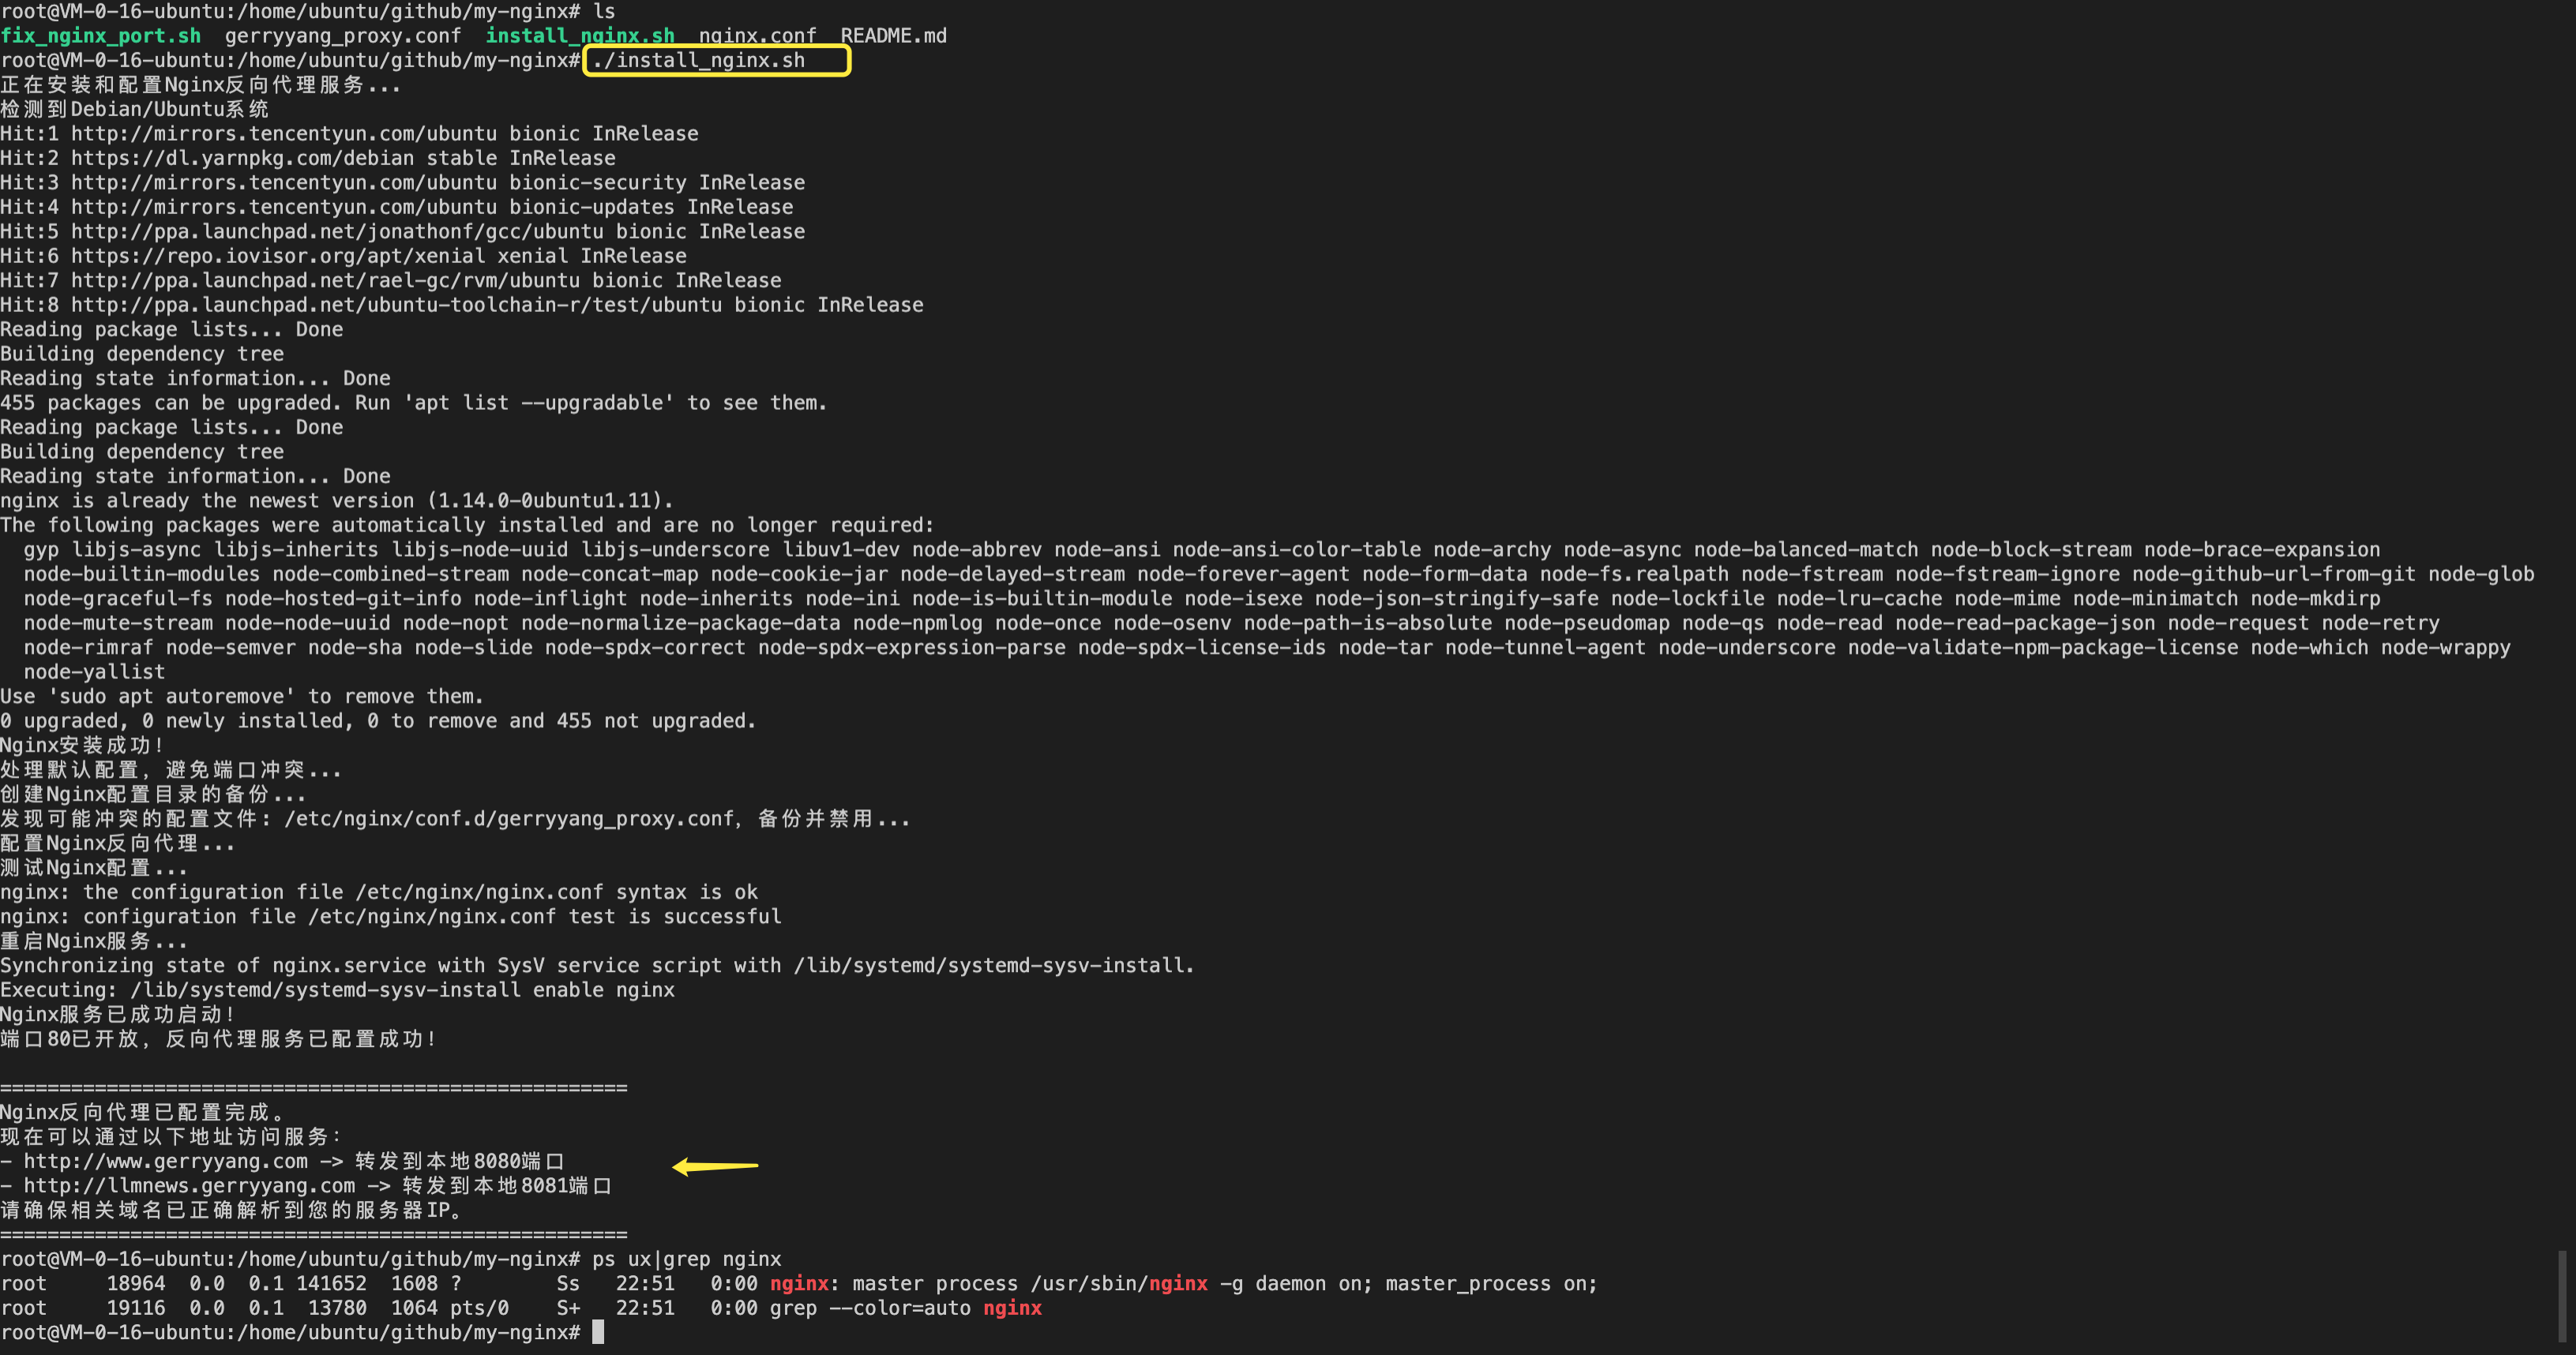 root@VM-0-16-ubuntu:/home/ubuntu/github/my-nginx# ls
fix_nginx_port.sh  gerryyang_proxy.conf  install_nginx.sh  nginx.conf  README.md
root@VM-0-16-ubuntu:/home/ubuntu/github/my-nginx# ./install_nginx.sh
正在安装和配置Nginx反向代理服务...
检测到Debian/Ubuntu系统
Hit:1 http://mirrors.tencentyun.com/ubuntu bionic InRelease
Hit:2 https://dl.yarnpkg.com/debian stable InRelease
Hit:3 http://mirrors.tencentyun.com/ubuntu bionic-security InRelease
Hit:4 http://mirrors.tencentyun.com/ubuntu bionic-updates InRelease
Hit:5 http://ppa.launchpad.net/jonathonf/gcc/ubuntu bionic InRelease
Hit:6 https://repo.iovisor.org/apt/xenial xenial InRelease
Hit:7 http://ppa.launchpad.net/rael-gc/rvm/ubuntu bionic InRelease
Hit:8 http://ppa.launchpad.net/ubuntu-toolchain-r/test/ubuntu bionic InRelease
Reading package lists... Done
Building dependency tree
Reading state information... Done
455 packages can be upgraded. Run 'apt list --upgradable' to see them.
Reading package lists... Done
Building dependency tree
Reading state information... Done
nginx is already the newest version (1.14.0-0ubuntu1.11).
The following packages were automatically installed and are no longer required:
  gyp libjs-async libjs-inherits libjs-node-uuid libjs-underscore libuv1-dev node-abbrev node-ansi node-ansi-color-table node-archy node-async node-balanced-match node-block-stream node-brace-expansion
  node-builtin-modules node-combined-stream node-concat-map node-cookie-jar node-delayed-stream node-forever-agent node-form-data node-fs.realpath node-fstream node-fstream-ignore node-github-url-from-git node-glob
  node-graceful-fs node-hosted-git-info node-inflight node-inherits node-ini node-is-builtin-module node-isexe node-json-stringify-safe node-lockfile node-lru-cache node-mime node-minimatch node-mkdirp
  node-mute-stream node-node-uuid node-nopt node-normalize-package-data node-npmlog node-once node-osenv node-path-is-absolute node-pseudomap node-qs node-read node-read-package-json node-request node-retry
  node-rimraf node-semver node-sha node-slide node-spdx-correct node-spdx-expression-parse node-spdx-license-ids node-tar node-tunnel-agent node-underscore node-validate-npm-package-license node-which node-wrappy
  node-yallist
Use 'sudo apt autoremove' to remove them.
0 upgraded, 0 newly installed, 0 to remove and 455 not upgraded.
Nginx安装成功！
处理默认配置，避免端口冲突...
创建Nginx配置目录的备份...
发现可能冲突的配置文件: /etc/nginx/conf.d/gerryyang_proxy.conf，备份并禁用...
配置Nginx反向代理...
测试Nginx配置...
nginx: the configuration file /etc/nginx/nginx.conf syntax is ok
nginx: configuration file /etc/nginx/nginx.conf test is successful
重启Nginx服务...
Synchronizing state of nginx.service with SysV service script with /lib/systemd/systemd-sysv-install.
Executing: /lib/systemd/systemd-sysv-install enable nginx
Nginx服务已成功启动！
端口80已开放，反向代理服务已配置成功！
=====================================================
Nginx反向代理已配置完成。
现在可以通过以下地址访问服务：
- http://www.gerryyang.com -> 转发到本地8080端口
- http://llmnews.gerryyang.com -> 转发到本地8081端口
请确保相关域名已正确解析到您的服务器IP。
=====================================================
root@VM-0-16-ubuntu:/home/ubuntu/github/my-nginx# ps ux|grep nginx
root     18964  0.0  0.1 141652  1608 ?        Ss   22:51   0:00 nginx: master process /usr/sbin/nginx -g daemon on; master_process on;
root     19116  0.0  0.1  13780  1064 pts/0    S+   22:51   0:00 grep --color=auto nginx
root@VM-0-16-ubuntu:/home/ubuntu/github/my-nginx#